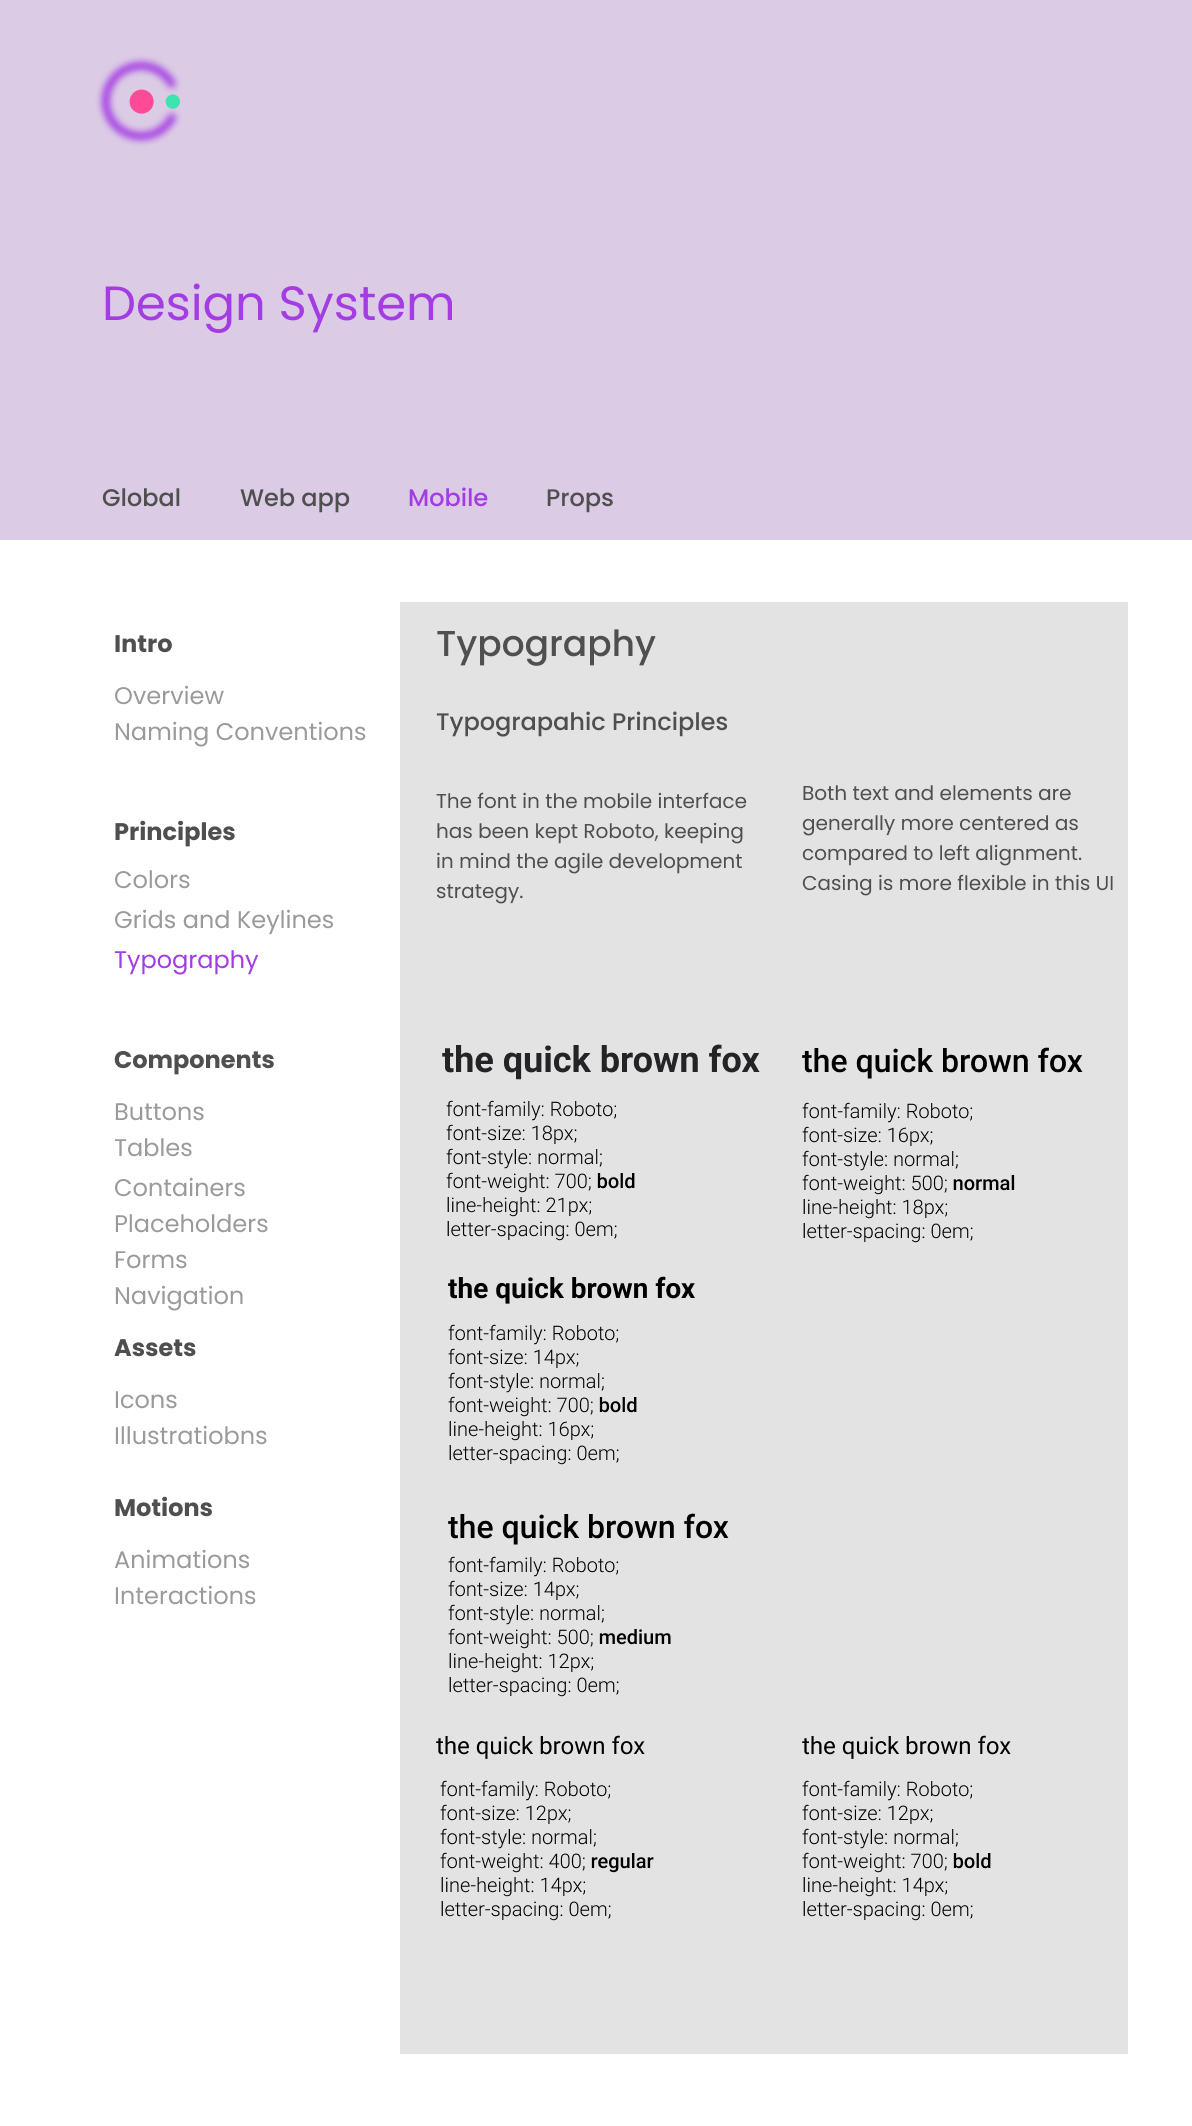 Design System
Global Web app Mobile Props
Intro
Overview
Naming Conventions
Principles
Colors
Grids and Keylines
Typography
Components
Buttons
Tables
Containers
Placeholders
Forms
Navigation
Assets
Icons
Illustratiobns
Motions
Animations
Interactions
Typography
Typograpahic Principles
The font in the mobile interface
has been kept Roboto, keeping
in mind the agile development
strategy.
Both text and elements are
generally more centered as
compared to left alignment.
Casing is more flexible in this UI
the quick brown fox
font-family: Roboto;
font-size: 18px;
font-style: normal;
font-weight: 700; bold
line-height: 21px;
letter-spacing: 0em;
the quick brown fox
font-family: Roboto;
font-size: 16px;
font-style: normal;
font-weight: 500; normal
line-height: 18px;
letter-spacing: 0em;
the quick brown fox
font-family: Roboto;
font-size: 14px;
font-style: normal;
font-weight: 700; bold
line-height: 16px;
letter-spacing: 0em;
the quick brown fox
font-family: Roboto;
font-size: 14px;
font-style: normal;
font-weight: 500; medium
line-height: 12px;
letter-spacing: 0em;
the quick brown fox
font-family: Roboto;
font-size: 12px;
font-style: normal;
font-weight: 400; regular
line-height: 14px;
letter-spacing: 0em;
the quick brown fox
font-family: Roboto;
font-size: 12px;
font-style: normal;
font-weight: 700; bold
line-height: 14px;
letter-spacing: 0em;